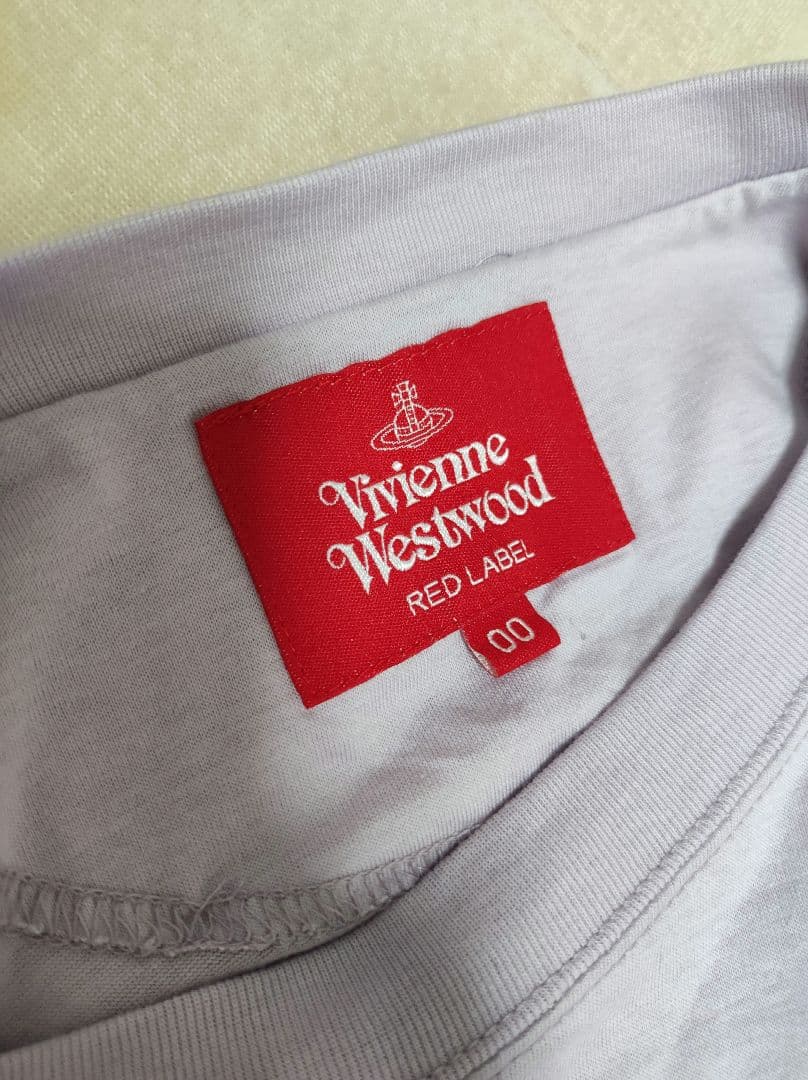 Vivienne
Westwood
RED LABEL
00